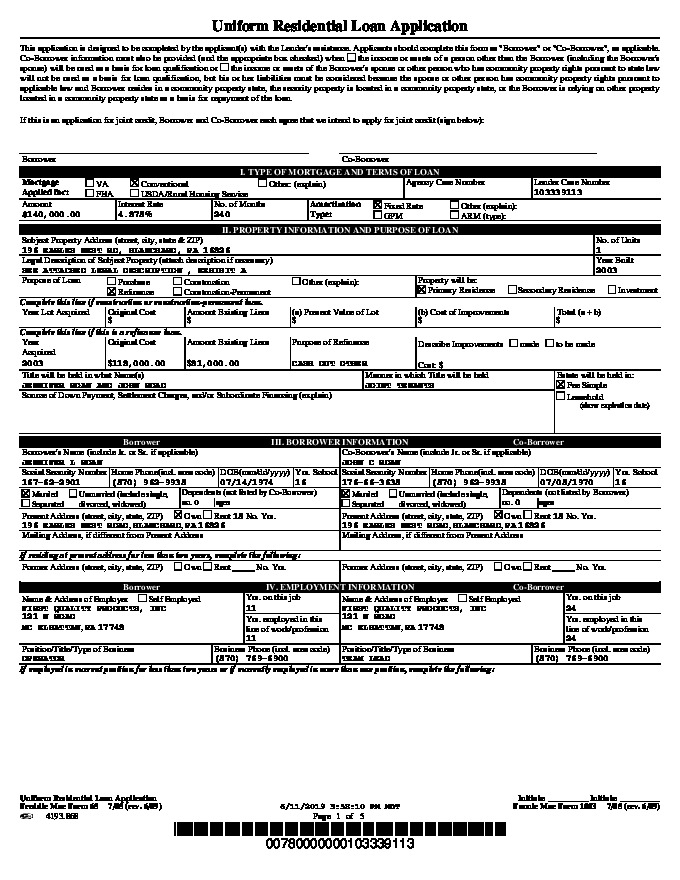 Uniform Residential Loan Application
This application is designed to be completed by the applicant(s) with the Lender's assistance. Applicants should complete this form as "Borrower" or "Co-Borrower", as applicable.
Co-Borrower information must also be provided (and the appropriate box checked) when the income or assets of a person other than the Borrower (including the Borrower's
spouse) will be used as a basis for loan qualification or the income or assets of the Borrower's spouse or other person who has community property rights pursuant to state law
will not be used as a basis for loan qualification, but his or her liabilities must be considered because the spouse or other person has community property rights pursuant to
applicable law and Borrower resides in a community property state, the security property is located in a community property state, or the Borrower is relying on other property
located in a community property state as a basis for repayment of the loan.
If this is an application for joint credit, Borrower and Co-Borrower each agree that we intend to apply for joint credit (sign below):
Borrower Co-Borrower
I. TYPE OF MORTGAGE AND TERMS OF LOAN
Mortgage VA Conventional Other: (explain) Agency Case Number Lender Case Number
Applied for: FHA USDA/Rural Housing Service 103339113
Amount Interest Rate No. of Months Amortization Fixed Rate Other (explain):
$140,000.00 4.875% 240 Type: GPM ARM (type):
II. PROPERTY INFORMATION AND PURPOSE OF LOAN
Subject Property Address (street, city, state & ZIP) No. of Units
196 EAGLES NEST RD, BLANCHARD, PA 16826 1
Legal Description of Subject Property (attach description if necessary) Year Built
SEE ATTACHED LEGAL DESCRIPTION , EXHIBIT A 2003
Purpose of Loan Purchase Construction Other (explain): Property will be:
Refinance Construction-Permanent Primary Residence Secondary Residence Investment
Complete this line if construction or construction-permanent loan.
Year Lot Acquired Original Cost Amount Existing Liens (a) Present Value of Lot (b) Cost of Improvements Total (a + b)
$ $ $ $ $
Complete this line if this is a refinance loan.
Year Original Cost Amount Existing Liens Purpose of Refinance Describe Improvements made to be made
Acquired
2003 $118,000.00 $81,000.00 CASH OUT OTHER Cost: $
Title will be held in what Name(s) Manner in which Title will be held Estate will be held in:
JOINT TENANTS Fee Simple
Source of Down Payment, Settlement Charges, and/or Subordinate Financing (explain) Leasehold
(show expiration date)
Borrower III. BORROWER INFORMATION Co-Borrower
Borrower's Name (include Jr. or Sr. if applicable) Co-Borrower's Name (include Jr. or Sr. if applicable)
Social Security Number Home Phone(incl. area code) DOB(mm/dd/yyyy) Yrs. School Social Security Number Home Phone(incl. area code) DOB(mm/dd/yyyy) Yrs. School
167-62-2901 (870) 962-9938 07/14/1974 16 176-66-3638 (870) 962-9938 07/08/1970 16
Married Unmarried (include single, Dependents (not listed by Co-Borrower) Married Unmarried (include single, Dependents (not listed by Borrower)
Separated divorced, widowed) no. 0 ages Separated divorced, widowed) no. 0 ages
Present Address (street, city, state, ZIP) Own Rent 18 No. Yrs. Present Address (street, city, state, ZIP) Own Rent 18 No. Yrs.
196 EAGLES NEST ROAD, BLANCHARD, PA 16826 196 EAGLES NEST ROAD, BLANCHARD, PA 16826
Mailing Address, if different from Present Address Mailing Address, if different from Present Address
If residing at present address for less than two years, complete the following:
Former Address (street, city, state, ZIP) Own Rent No. Yrs. Former Address (street, city, state, ZIP) Own Rent No. Yrs.
Borrower IV. EMPLOYMENT INFORMATION Co-Borrower
Name & Address of Employer Self Employed Yrs. on this job Name & Address of Employer Self Employed Yrs. on this job
FIRST QUALITY PRODUCTS, INC 11 FIRST QUALITY PRODUCTS, INC 24
121 N ROAD Yrs. employed in this 121 N ROAD Yrs. employed in this
MC ELHATTAN, PA 17748 line of work/profession MC ELHATTAN, PA 17748 line of work/profession
11 24
Position/Title/Type of Business Business Phone (incl. area code) Position/Title/Type of Business Business Phone (incl. area code)
OPERATOR (870) 769-6900 TEAM LEAD (870) 769-6900
If employed in current position for less than two years or if currently employed in more than one position, complete the following:
Uniform Residential Loan Application Initials: Initials:
Freddie Mac Form 65 7/05 (rev. 6/09) 6/11/2019 3:58:10 PM MDT Fannie Mae Form 1003 7/05 (rev. 6/09)
4193.868 Page 1 of 5
00780000000103339113